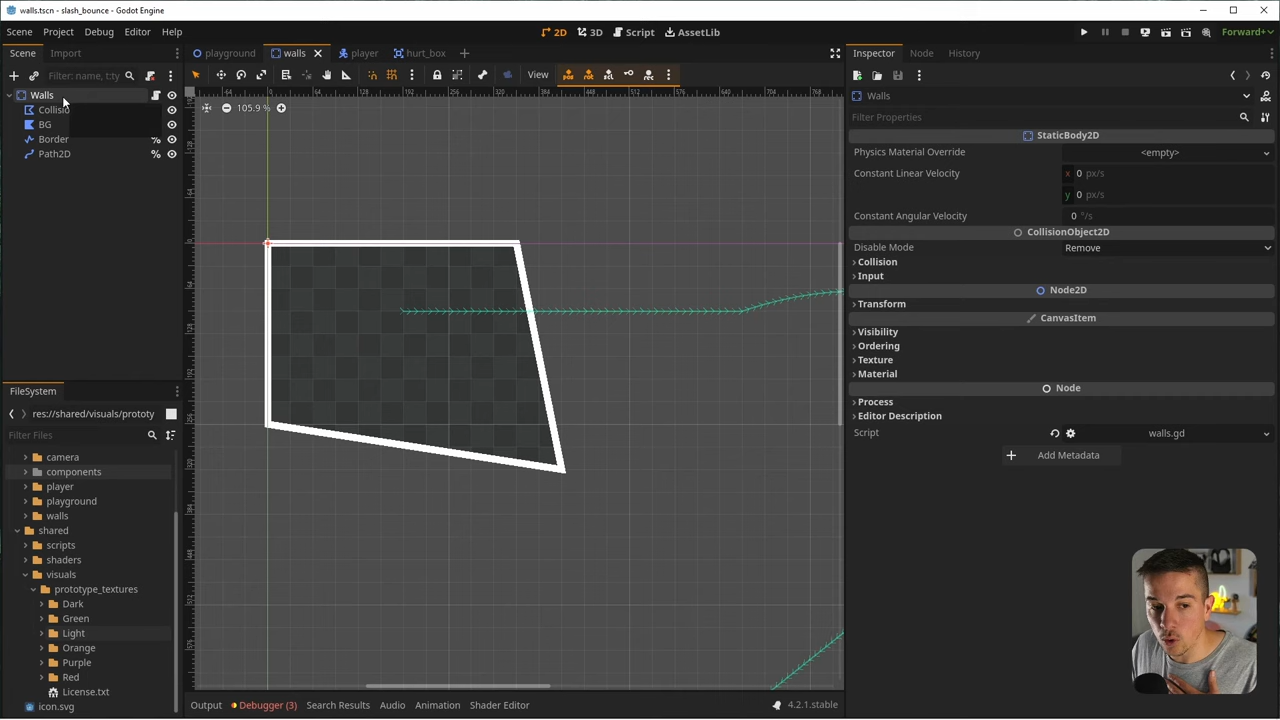 walls.tscn - slash_bounce - Godot Engine
Scene Project Debug Editor Help
2D 3D Script AssetLib
Forward+
Scene Import
playground walls player hurt_box
Inspector Node History
Filter: name, t:ty
View
Walls
Collisio
BG
Border
Path2D
105.9 %
Walls
Filter Properties
StaticBody2D
Physics Material Override <empty>
Constant Linear Velocity x 0 px/s
y 0 px/s
Constant Angular Velocity 0 °/s
CollisionObject2D
Disable Mode Remove
Collision
Input
Node2D
Transform
CanvasItem
Visibility
Ordering
Texture
Material
Node
Process
Editor Description
Script walls.gd
Add Metadata
FileSystem
res://shared/visuals/prototy
Filter Files
camera
components
player
playground
walls
shared
scripts
shaders
visuals
prototype_textures
Dark
Green
Light
Orange
Purple
Red
License.txt
icon.svg
Output Debugger (3) Search Results Audio Animation Shader Editor
4.2.1.stable